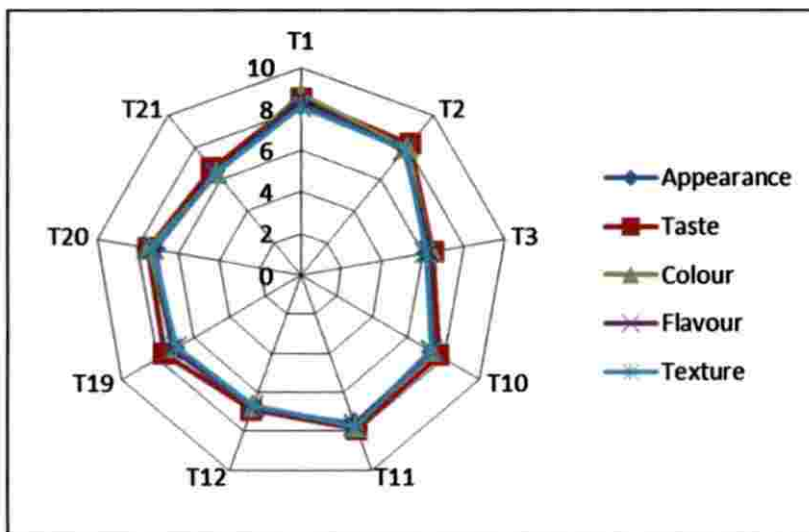 T1
10
T21
T2
8
6
Appearance
4
Taste
T20
2
T3
0
Colour
Flavour
Texture
T19
T10
T12
T11